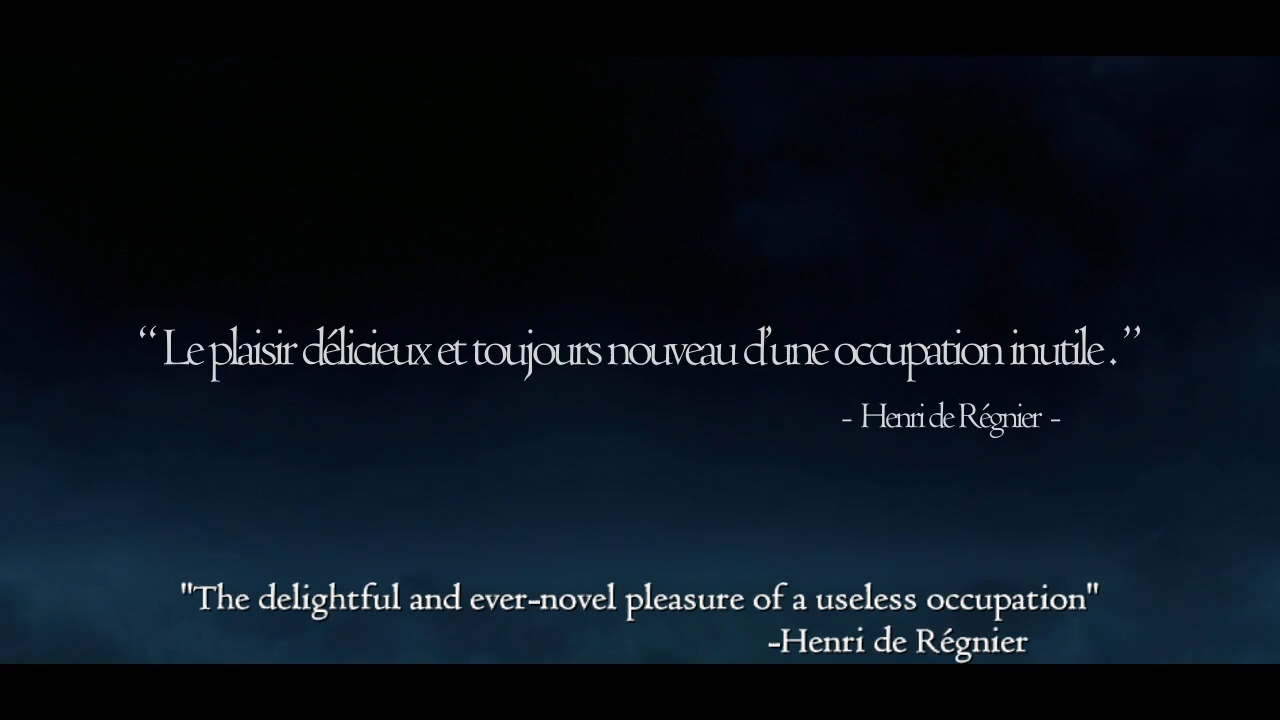 “ Le plaisir délicieux et toujours nouveau d’une occupation inutile . ”
- Henri de Régnier -
"The delightful and ever-novel pleasure of a useless occupation"
-Henri de Régnier